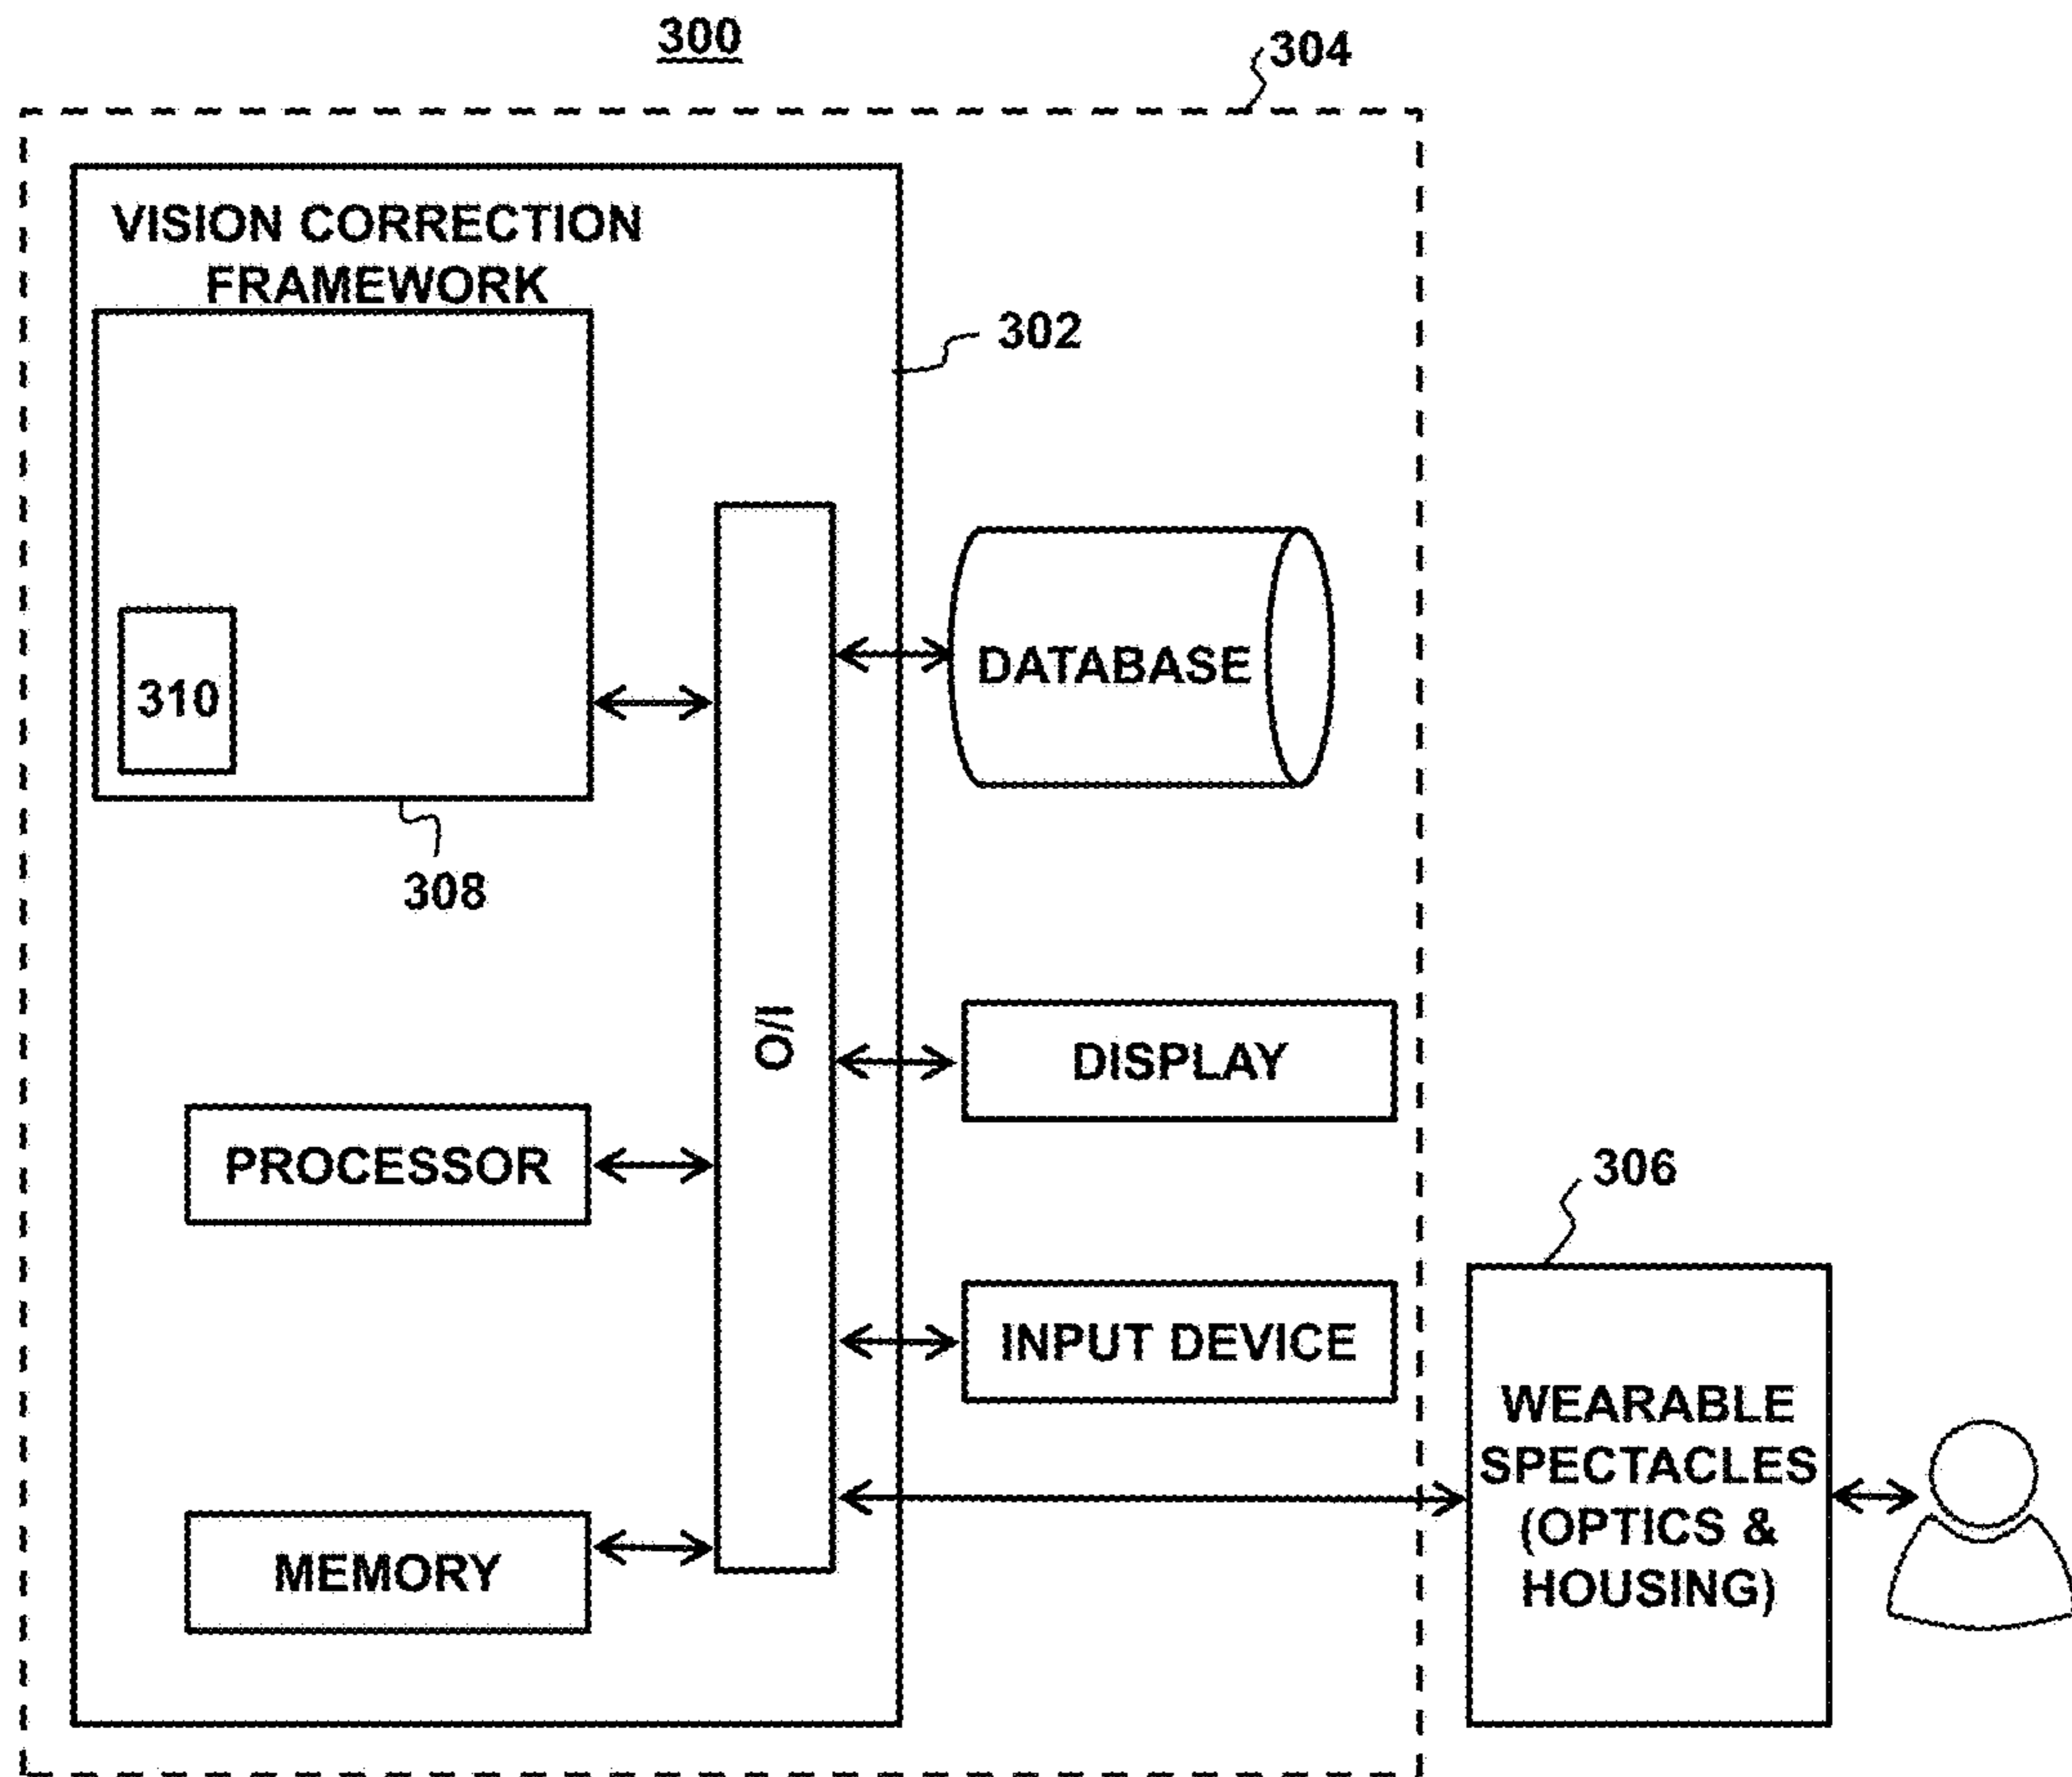 300
304
VISION CORRECTION
FRAMEWORK
302
310
DATABASE
308
O/I
DISPLAY
PROCESSOR
306
INPUT DEVICE
WEARABLE
SPECTACLES
(OPTICS &
HOUSING)
MEMORY